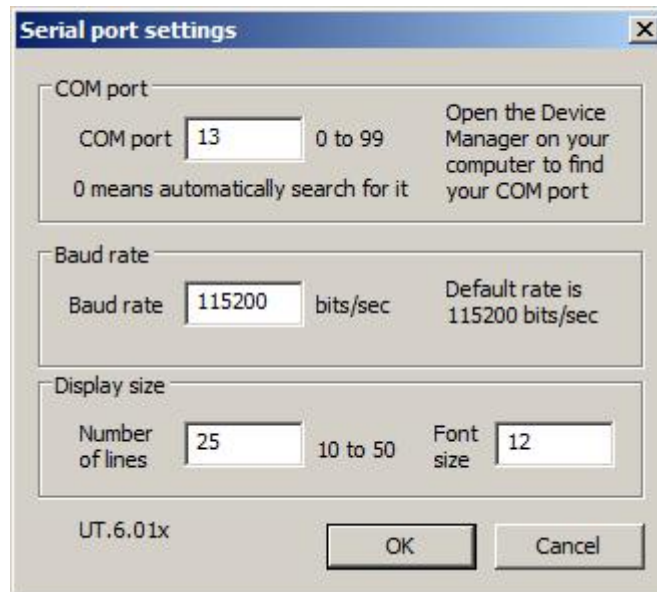 Serial port settings
COM port
COM port 13 0 to 99
0 means automatically search for it
Open the Device
Manager on your
computer to find
your COM port
Baud rate
Baud rate 115200 bits/sec
Default rate is
115200 bits/sec
Display size
Number
of lines
25
10 to 50
Font
size
12
UT.6.01x
OK
Cancel